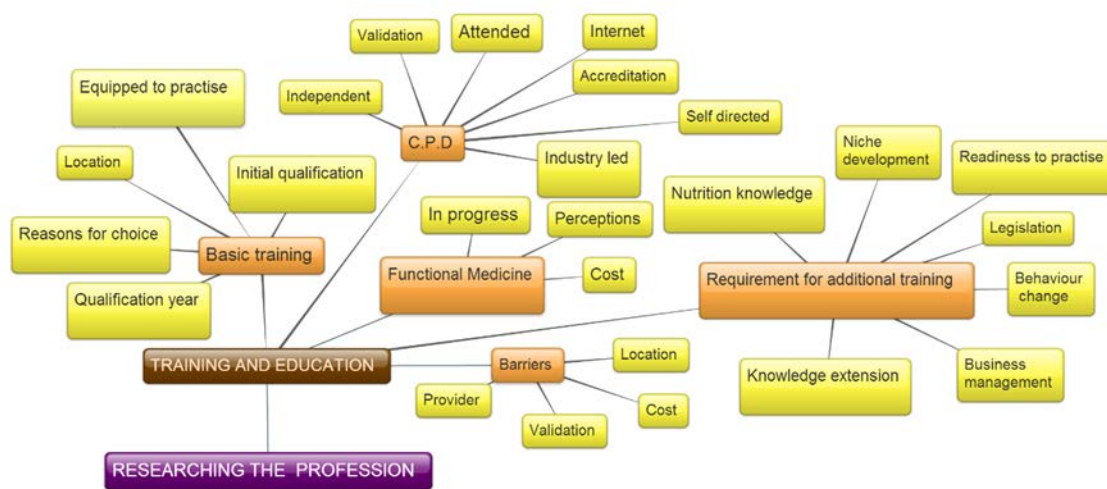 Validation
Attended
Internet
Equipped to practise
Accreditation
Independent
Self directed
C.P.D
Location
Initial qualification
Industry led
Niche
development
Readiness to practise
Nutrition knowledge
Reasons for choice
Basic training
In progress
Perceptions
Legislation
Functional Medicine
Cost
Requirement for additional training
Behaviour
change
Qualification year
TRAINING AND EDUCATION
Barriers
Location
Provider
Cost
Validation
Knowledge extension
Business
management
RESEARCHING THE PROFESSION